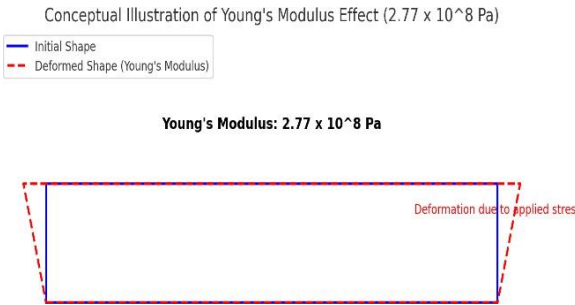 Conceptual Illustration of Young's Modulus Effect (2.77 x 10^8 Pa)
Initial Shape
Deformed Shape (Young's Modulus)
Young's Modulus: 2.77 x 10^8 Pa
Deformation due to applied stres